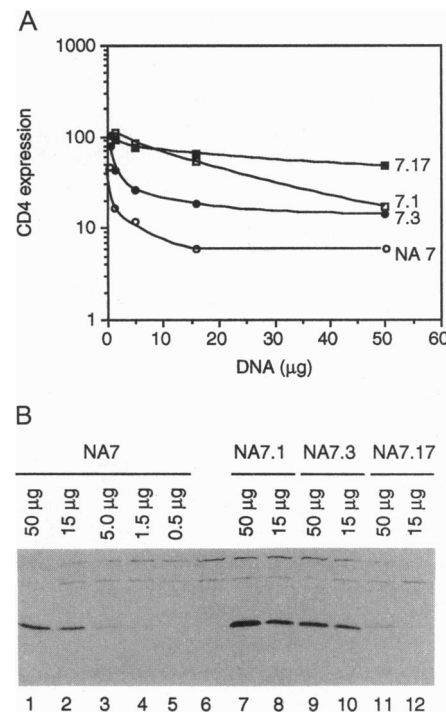 A
1000
100
10
1
CD4 expression
7.17
7.1
7.3
NA 7
0 10 20 30 40 50 60
DNA (µg)
B
NA7 NA7.1 NA7.3 NA7.17
50 µg 15 µg 5.0 µg 1.5 µg 0.5 µg 50 µg 15 µg 50 µg 15 µg 50 µg 15 µg
1 2 3 4 5 6 7 8 9 10 11 12